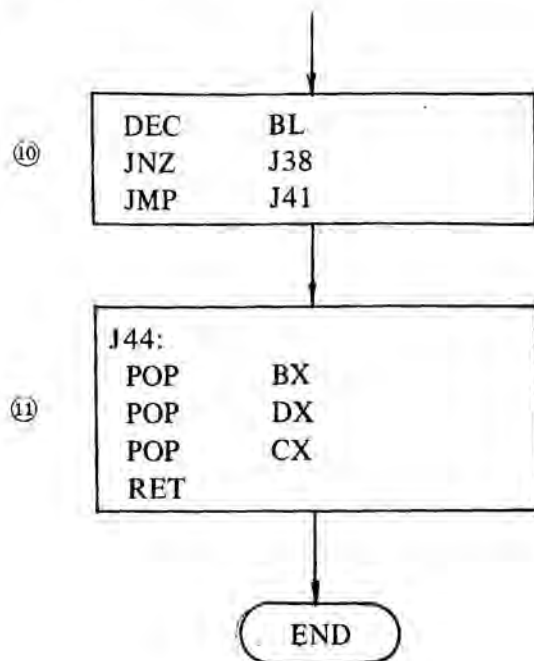 ⑩
DEC BL
JNZ J38
JMP J41
⑪
J44:
POP BX
POP DX
POP CX
RET
END